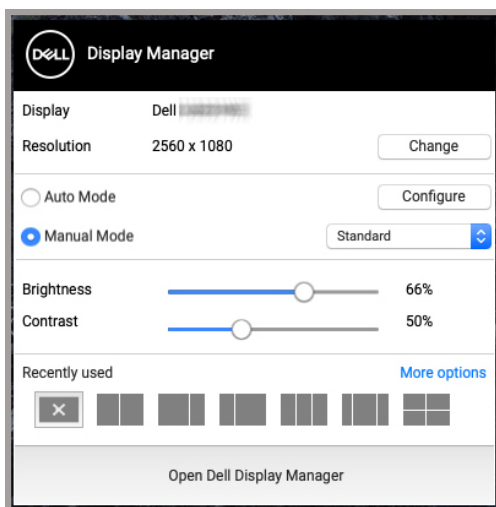 DELL Display Manager
Display Dell
Resolution 2560 x 1080 Change
Auto Mode Configure
Manual Mode Standard
Brightness 66%
Contrast 50%
Recently used More options
Open Dell Display Manager